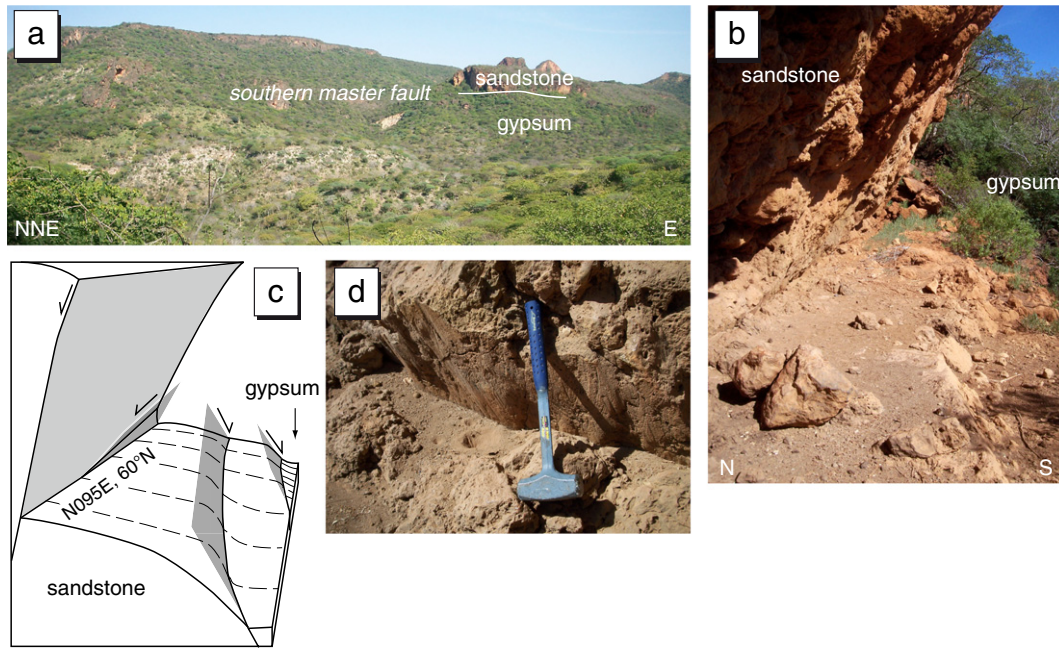 a
sandstone
southern master fault
gypsum
NNE
E
b
sandstone
gypsum
N
S
c
gypsum
N095E, 60°N
sandstone
d